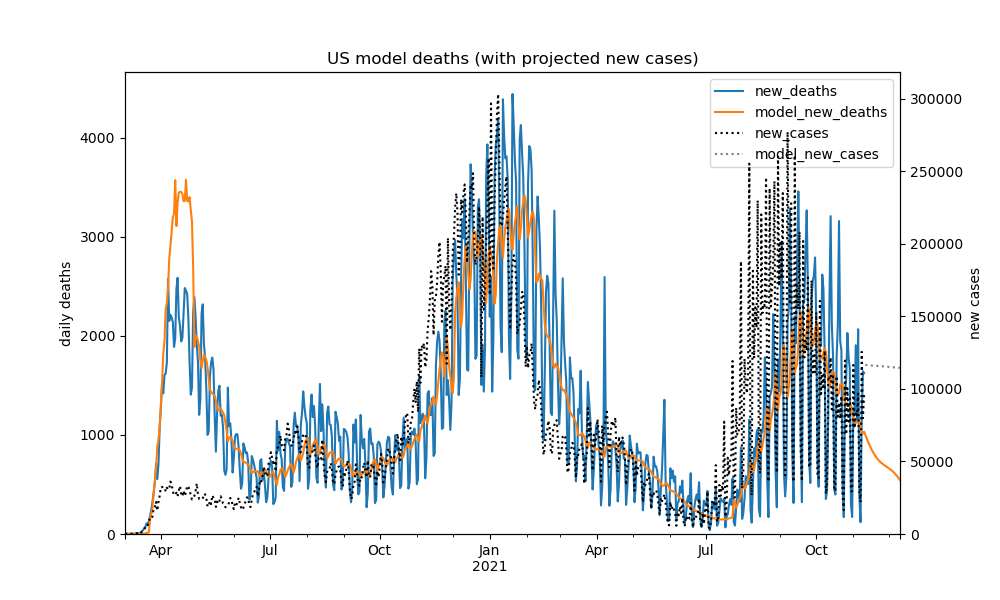 US model deaths (with projected new cases)
new_deaths
model_new_deaths
new_cases
model_new_cases
daily deaths
new cases
4000
3000
2000
1000
0
300000
250000
200000
150000
100000
50000
0
Apr
Jul
Oct
Jan
2021
Apr
Jul
Oct